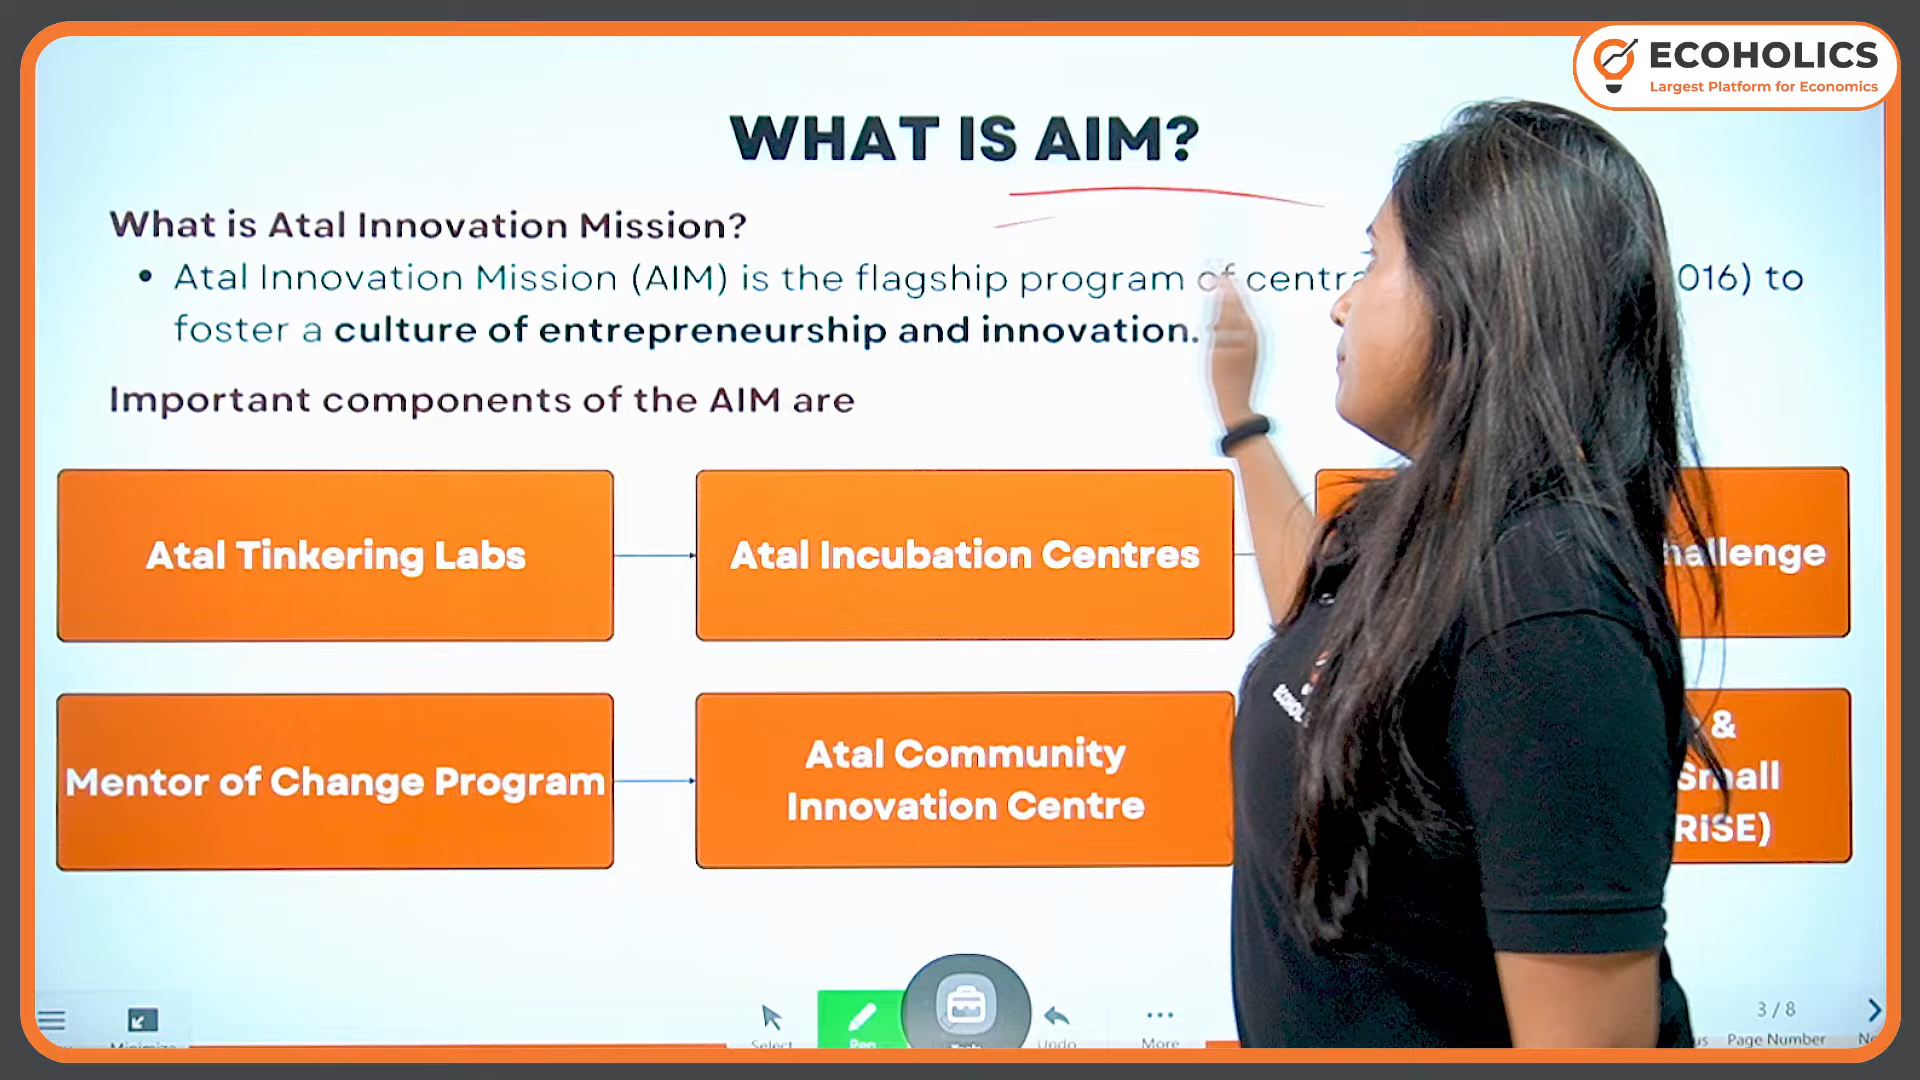 ECOHOLICS
Largest Platform for Economics
WHAT IS AIM?
What is Atal Innovation Mission?
• Atal Innovation Mission (AIM) is the flagship program of 016) to
foster a culture of entrepreneurship and innovation.
Important components of the AIM are
Atal Tinkering Labs
Atal Incubation Centres
hallenge
Mentor of Change Program
Atal Community
Innovation Centre
&
Small
RiSE)
Select
Pen
Undo
More
3 / 8
Page Number